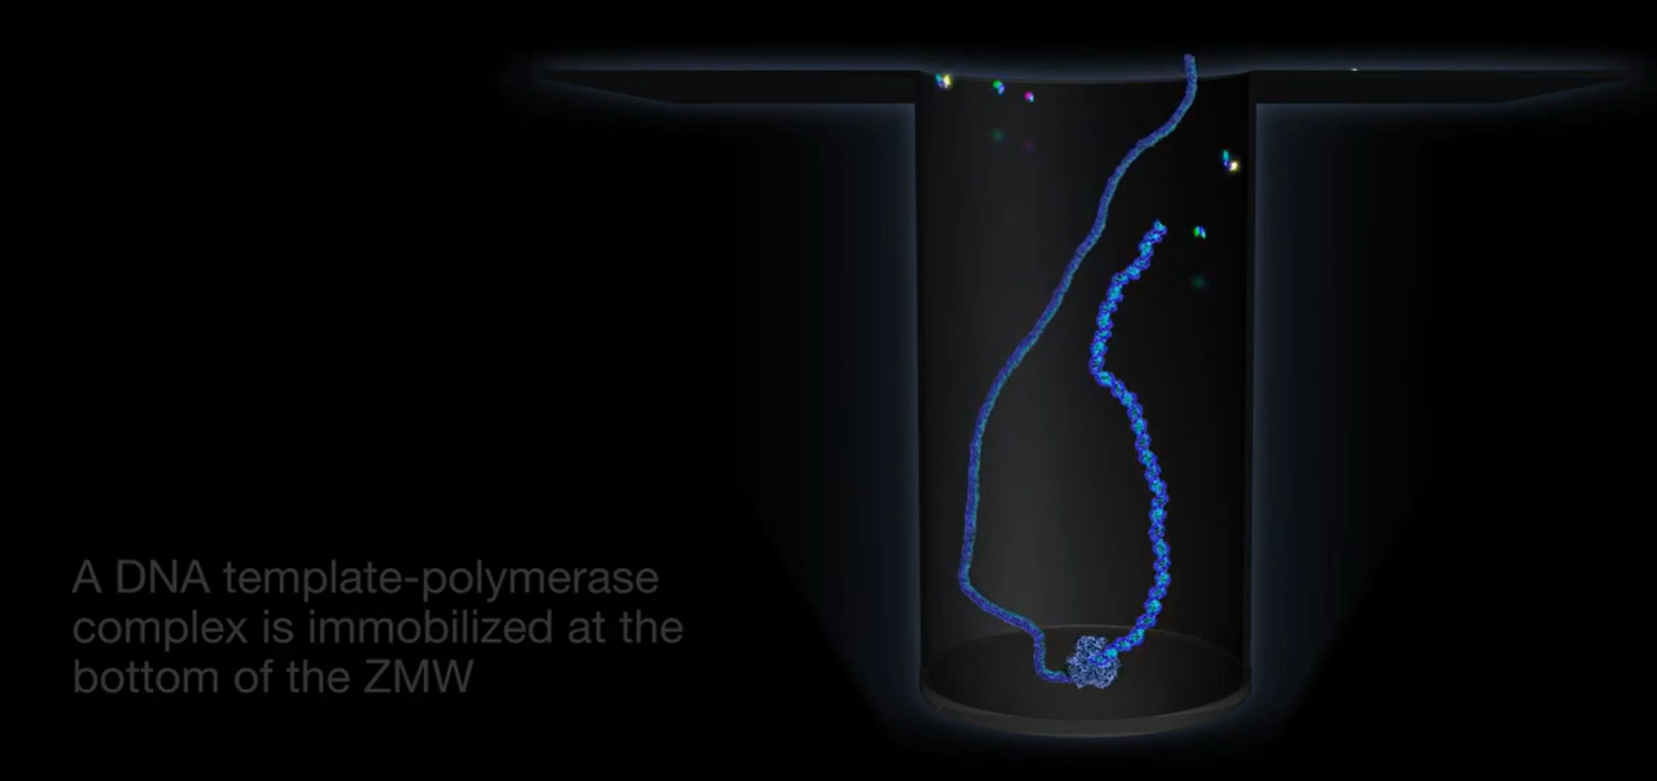 A DNA template-polymerase
complex is immobilized at the
bottom of the ZMW